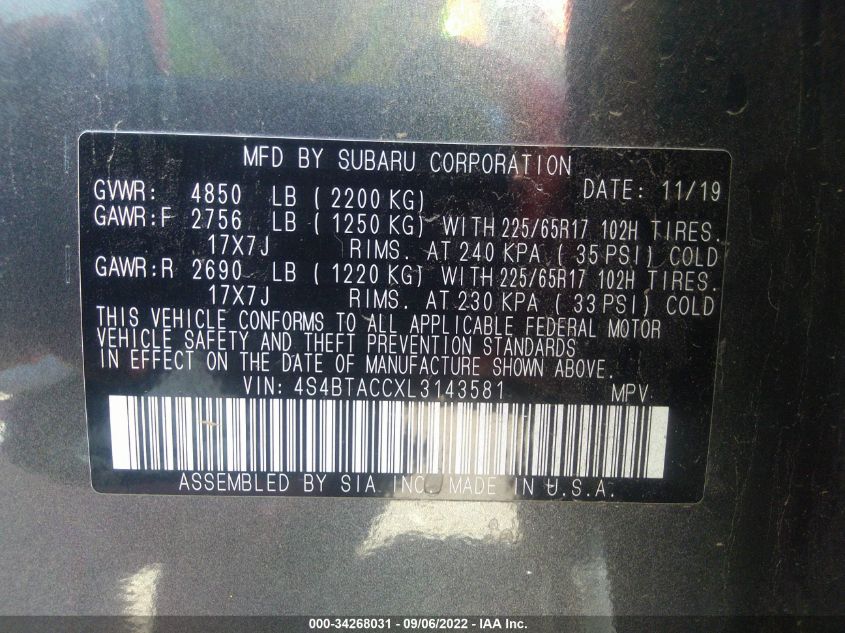 MFD BY SUBARU CORPORATION DATE: 11/19
GVWR: 4850 LB ( 2200 KG)
GAWR:F 2756 LB ( 1250 KG) WITH 225/65R17 102H TIRES.
17X7J RIMS. AT 240 KPA ( 35 PSI) COLD
GAWR:R 2690 LB ( 1220 KG) WITH 225/65R17 102H TIRES.
17X7J RIMS. AT 230 KPA ( 33 PSI) COLD
THIS VEHICLE CONFORMS TO ALL APPLICABLE FEDERAL MOTOR
VEHICLE SAFETY AND THEFT PREVENTION STANDARDS
IN EFFECT ON THE DATE OF MANUFACTURE SHOWN ABOVE.
VIN: 4S4BTACCXL3143581 MPV
ASSEMBLED BY SIA INC. MADE IN U.S.A.
000-34268031 - 09/06/2022 - IAA Inc.